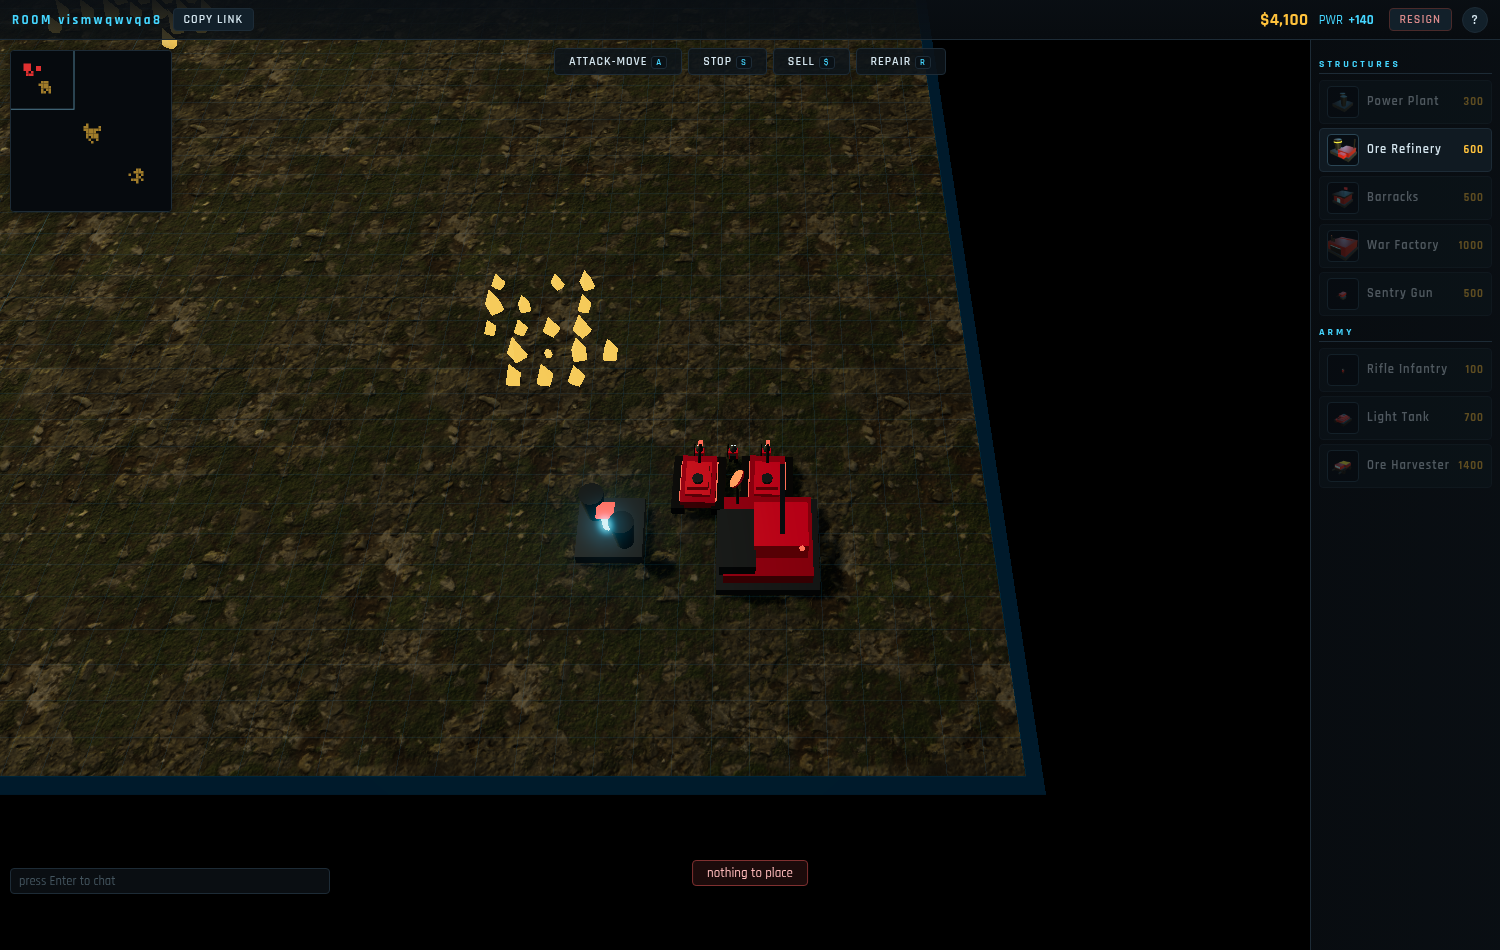 ROOM vismwqwvqa8 COPY LINK $4,100 PWR +140 RESIGN ?
ATTACK-MOVE A STOP S SELL $ REPAIR R
STRUCTURES
Power Plant 300
Ore Refinery 600
Barracks 500
War Factory 1000
Sentry Gun 500
ARMY
Rifle Infantry 100
Light Tank 700
Ore Harvester 1400
nothing to place
press Enter to chat